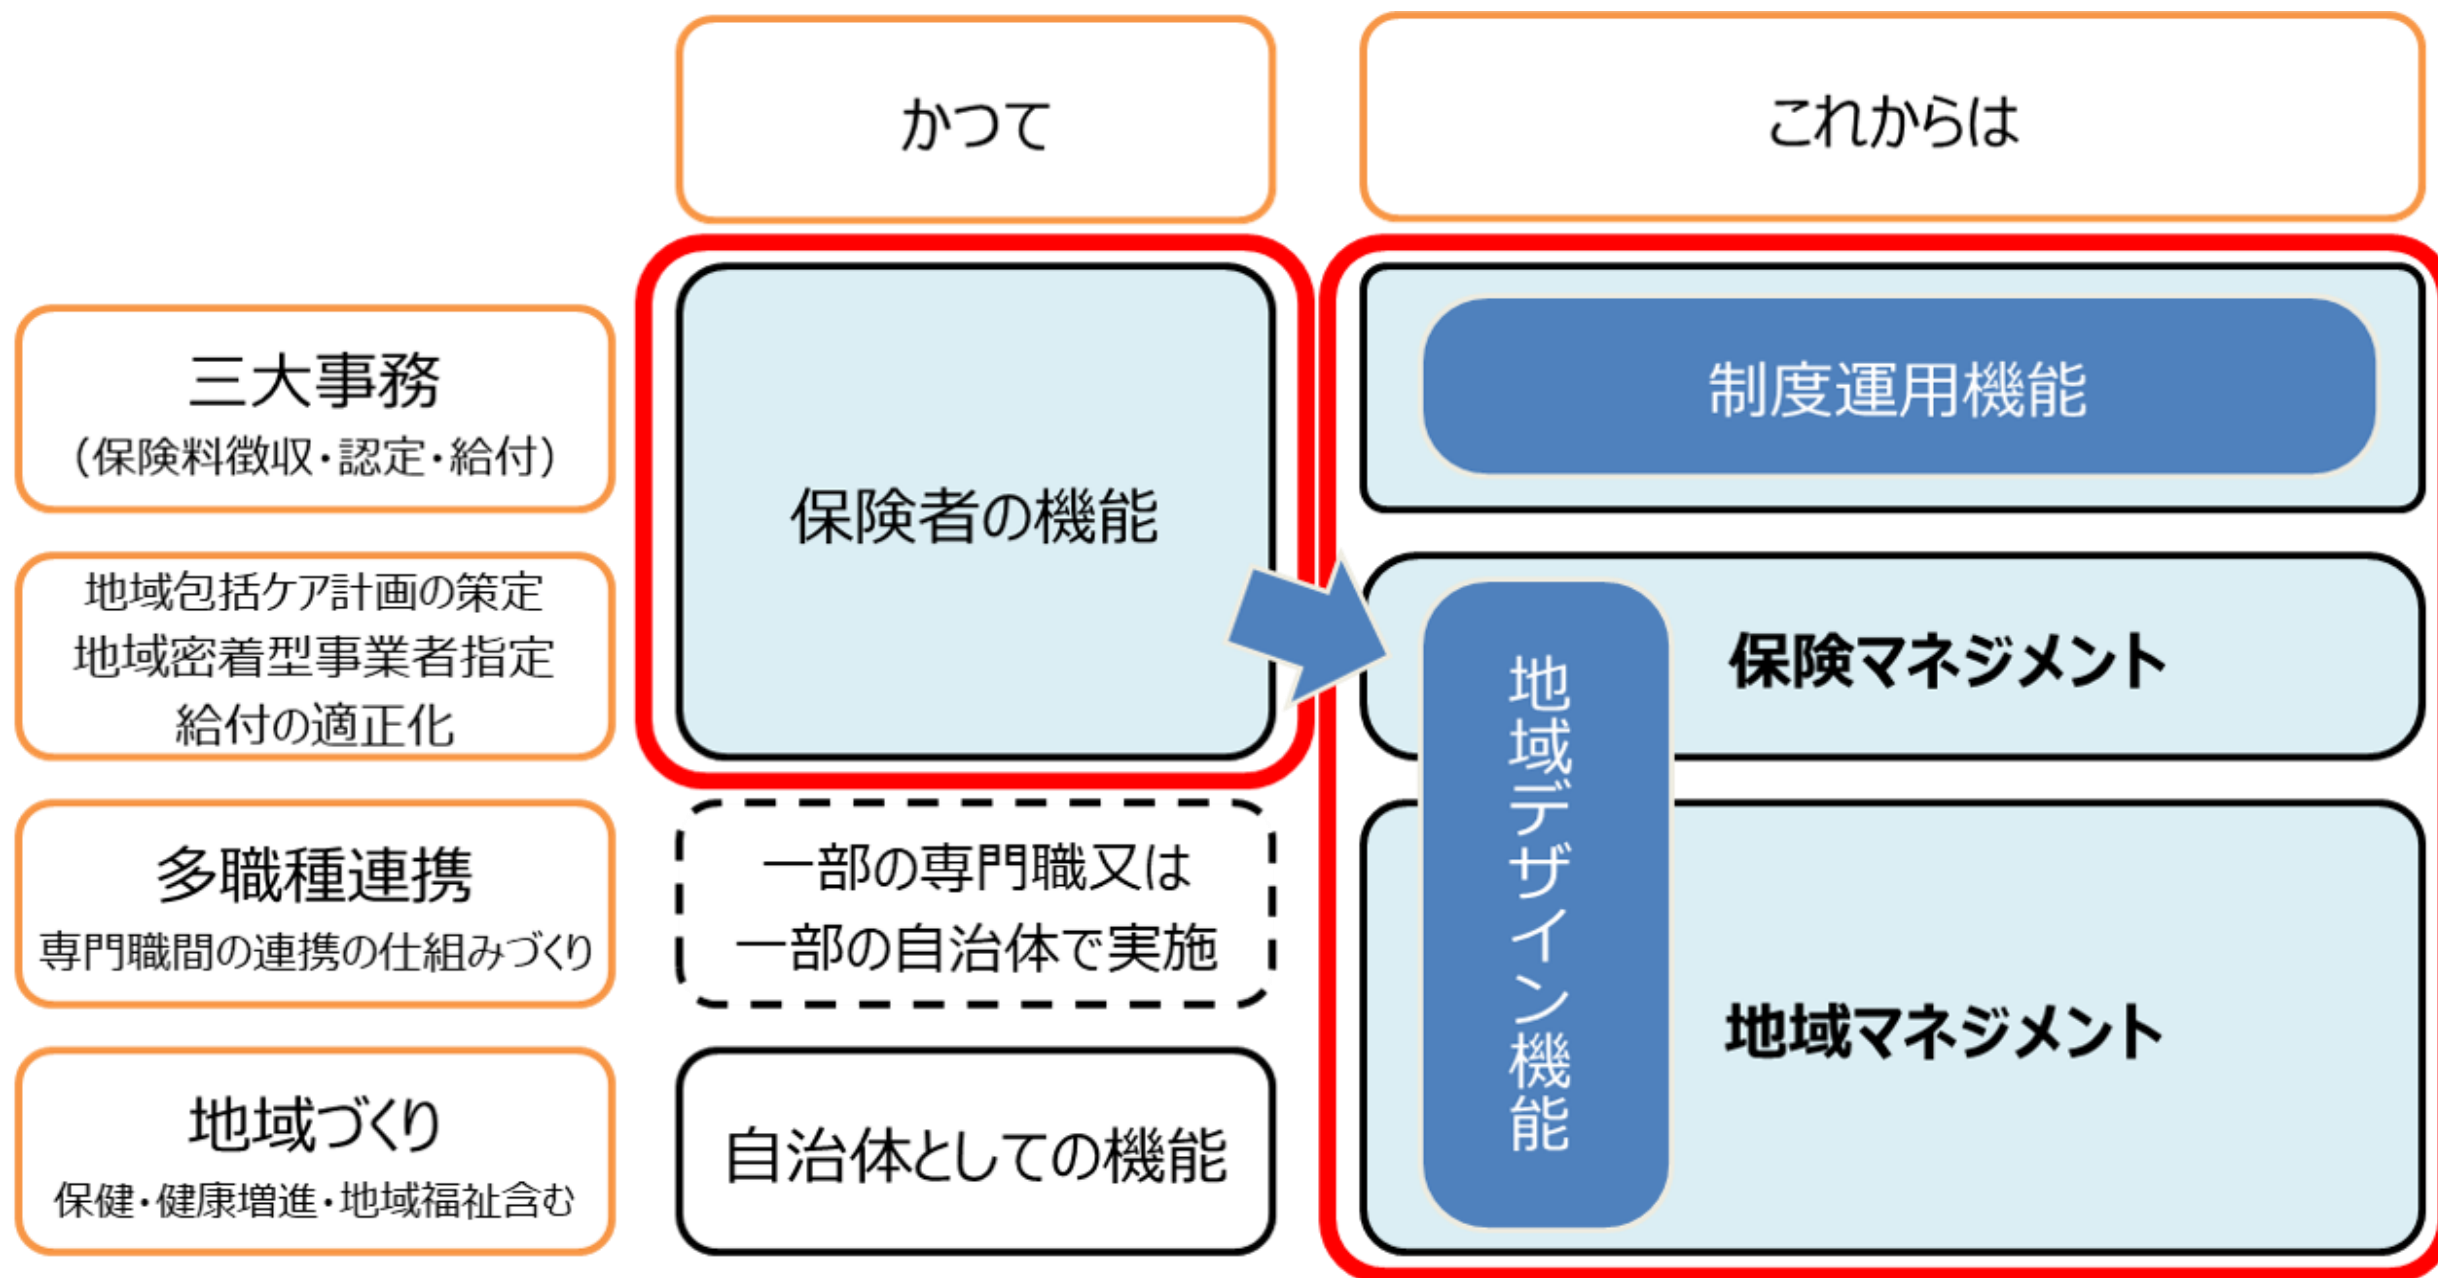 かつて
これからは
三大事務
（保険料徴収・認定・給付）
保険者の機能
制度運用機能
地域包括ケア計画の策定
地域密着型事業者指定
給付の適正化
地域デザイン機能
保険マネジメント
多職種連携
専門職間の連携の仕組みづくり
一部の専門職又は
一部の自治体で実施
地域マネジメント
地域づくり
保健・健康増進・地域福祉含む
自治体としての機能